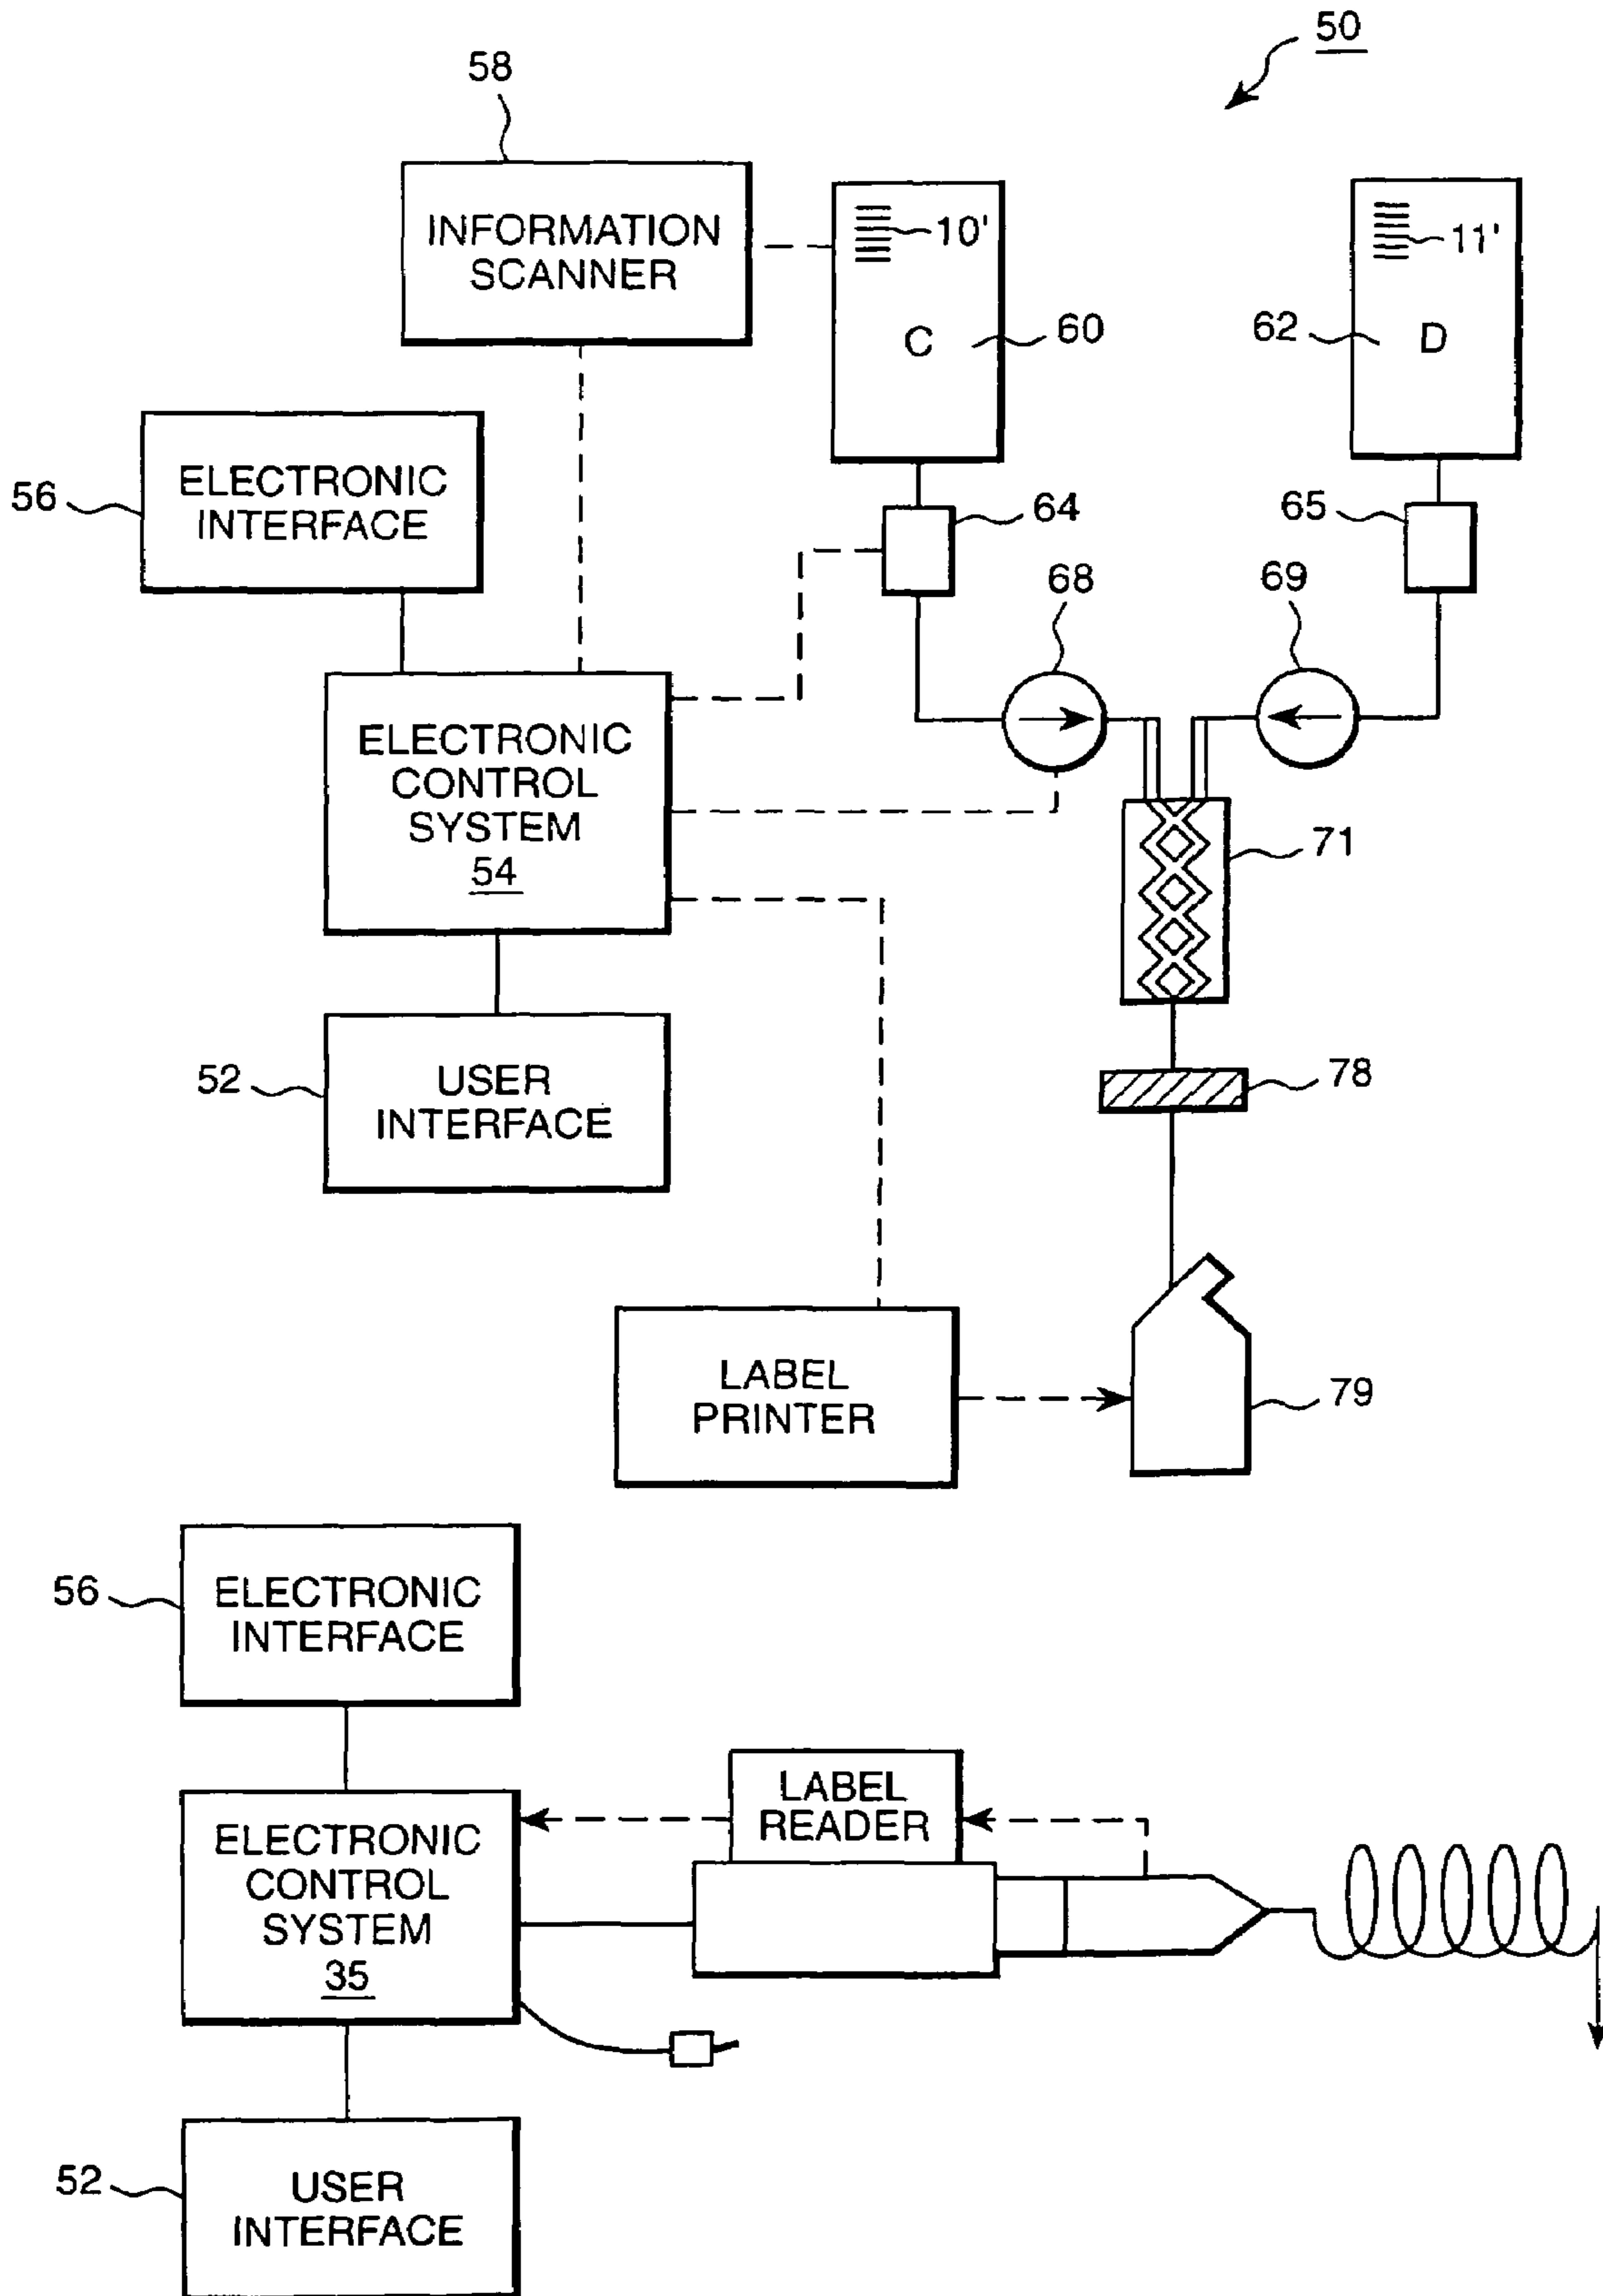 50
58
INFORMATION
SCANNER
10'
11'
C
60
62
D
ELECTRONIC
INTERFACE
56
64
65
68
69
ELECTRONIC
CONTROL
SYSTEM
54
71
USER
INTERFACE
52
78
LABEL
PRINTER
79
ELECTRONIC
INTERFACE
56
LABEL
READER
ELECTRONIC
CONTROL
SYSTEM
35
USER
INTERFACE
52